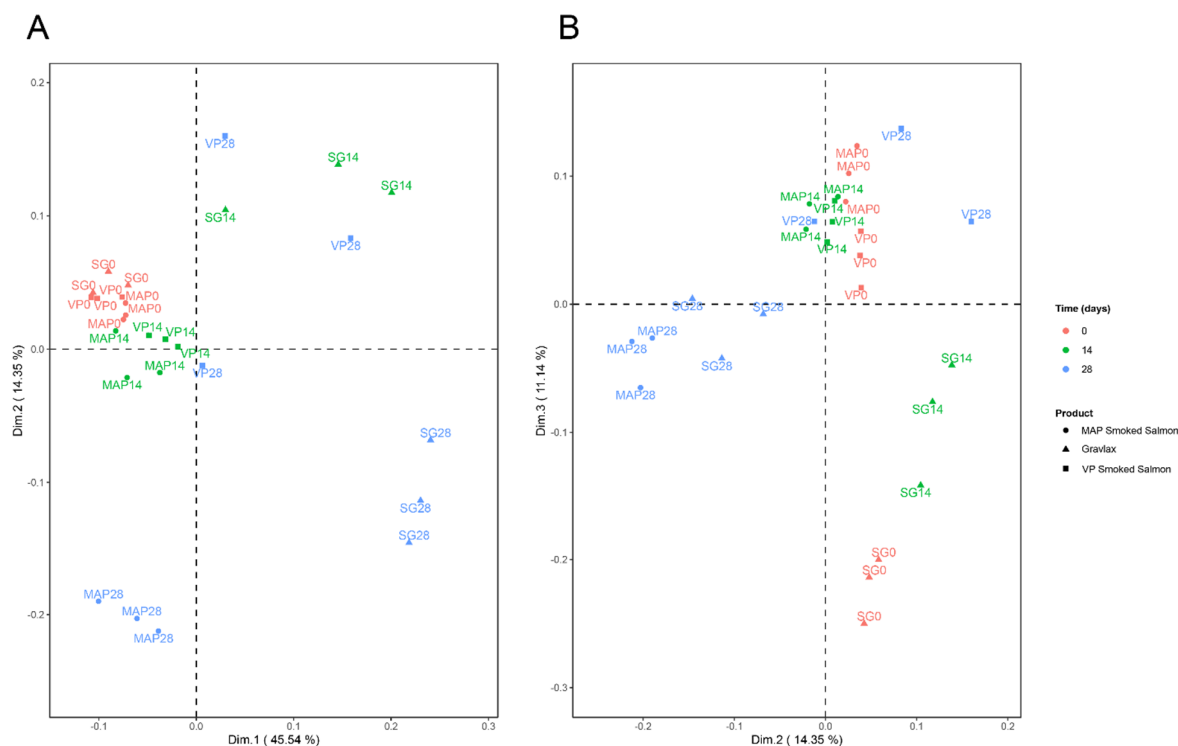 A
B
0.2
0.1
0.0
-0.1
-0.2
-0.1
0.0
0.1
0.2
0.3
Dim.1 ( 45.54 %)
Dim.2 ( 14.35 %)
VP28
SG14
SG14
SG14
VP28
SG0
SG0
SG0
VP0
VP0
MAP0
MAP0
MAP0
MAP14
VP14
VP14
VP14
MAP14
MAP14
VP28
SG28
SG28
SG28
MAP28
MAP28
MAP28
0.1
0.0
-0.1
-0.2
-0.3
-0.2
-0.1
0.0
0.1
0.2
Dim.2 ( 14.35 %)
Dim.3 ( 11.14 %)
VP28
MAP0
MAP0
MAP14
MAP14
VP14
MAP0
VP28
VP14
VP28
MAP14
VP14
VP0
VP0
VP0
SG28
SG28
MAP28
MAP28
SG28
MAP28
SG14
SG14
SG14
SG0
SG0
SG0
Time (days)
0
14
28
Product
MAP Smoked Salmon
Gravlax
VP Smoked Salmon